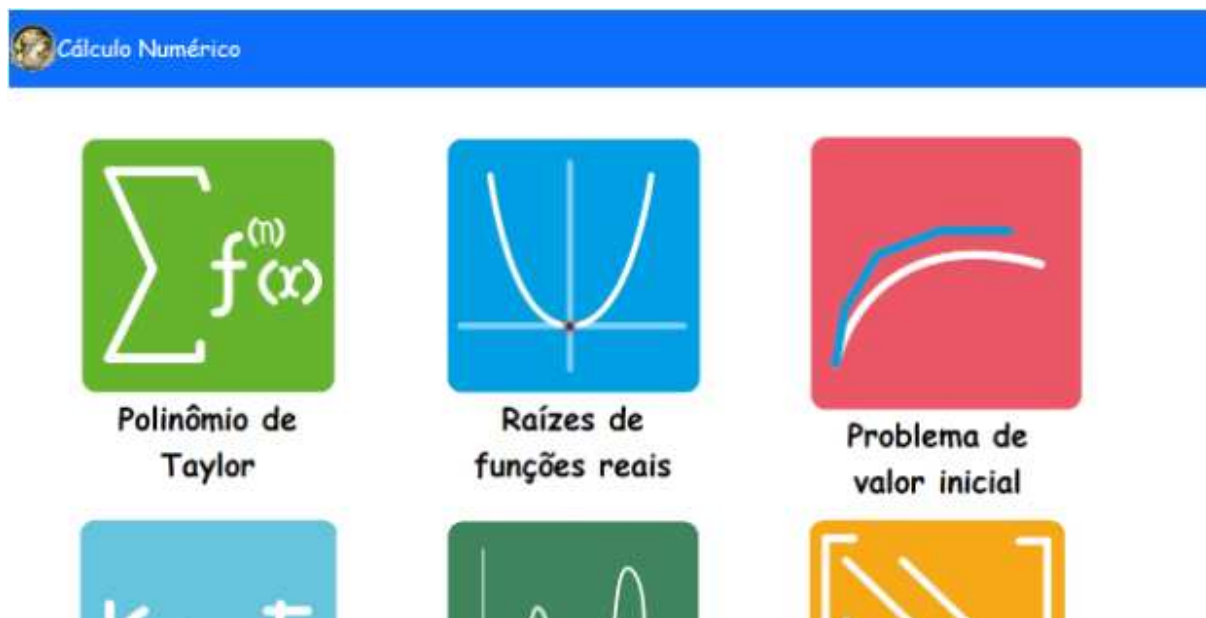 Cálculo Numérico
∑ f⁽ⁿ⁾(x)
Polinômio de
Taylor
Raízes de
funções reais
Problema de
valor inicial